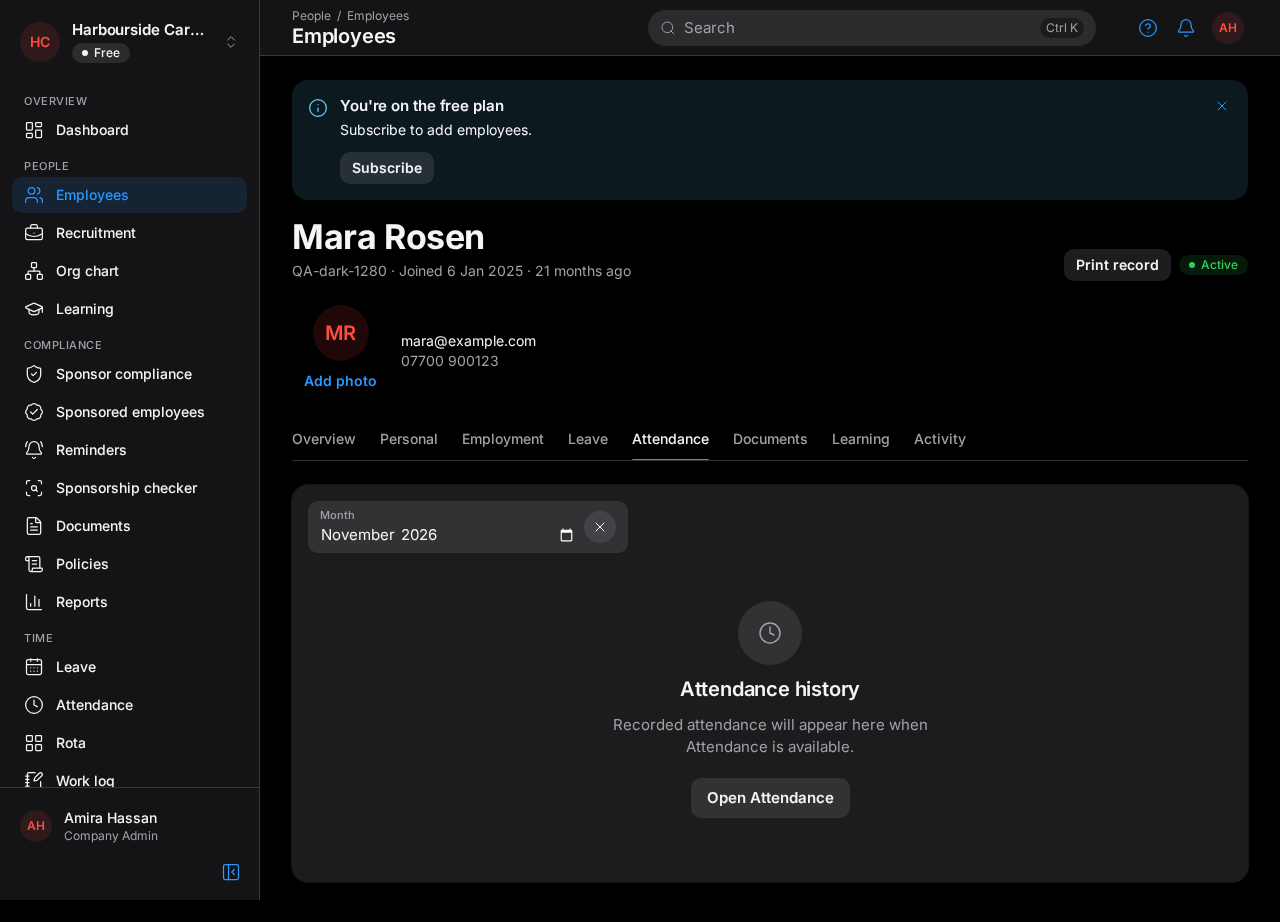 HC
Harbourside Car...
Free
OVERVIEW
Dashboard
PEOPLE
Employees
Recruitment
Org chart
Learning
COMPLIANCE
Sponsor compliance
Sponsored employees
Reminders
Sponsorship checker
Documents
Policies
Reports
TIME
Leave
Attendance
Rota
Work log
AH
Amira Hassan
Company Admin
People / Employees
Employees
Search
Ctrl K
AH
You're on the free plan
Subscribe to add employees.
Subscribe
Mara Rosen
QA-dark-1280 · Joined 6 Jan 2025 · 21 months ago
Print record
Active
MR
Add photo
mara@example.com
07700 900123
Overview Personal Employment Leave Attendance Documents Learning Activity
Month
November 2026
Attendance history
Recorded attendance will appear here when
Attendance is available.
Open Attendance